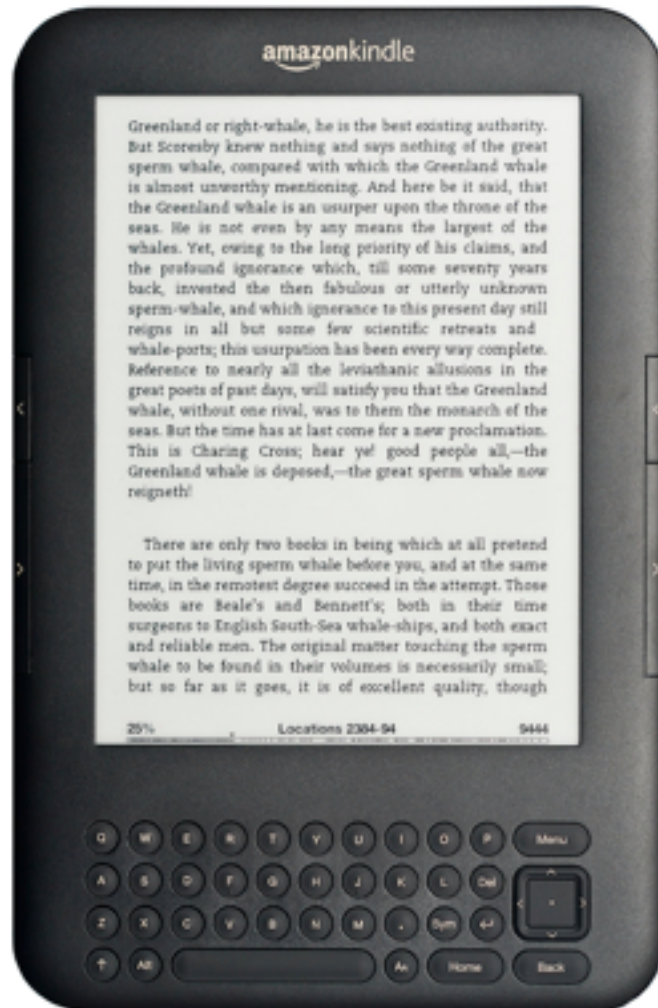 amazonkindle
Greenland or right-whale, he is the best existing authority.
But Scoresby knew nothing and says nothing of the great
sperm whale, compared with which the Greenland whale
is almost unworthy mentioning. And here be it said, that
the Greenland whale is an usurper upon the throne of the
seas. He is not even by any means the largest of the
whales. Yet, owing to the long priority of his claims, and
the profound ignorance which, till some seventy years
back, invested the then fabulous or utterly unknown
sperm-whale, and which ignorance to this present day still
reigns in all but some few scientific retreats and
whale-ports; this usurpation has been every way complete.
Reference to nearly all the leviathanic allusions in the
great poets of past days, will satisfy you that the Greenland
whale, without one rival, was to them the monarch of the
seas. But the time has at last come for a new proclamation.
This is Charing Cross; hear ye! good people all,—the
Greenland whale is deposed,—the great sperm whale now
reigneth!
There are only two books in being which at all pretend
to put the living sperm whale before you, and at the same
time, in the remotest degree succeed in the attempt. Those
books are Beale's and Bennett's; both in their time
surgeons to English South-Sea whale-ships, and both exact
and reliable men. The original matter touching the sperm
whale to be found in their volumes is necessarily small;
but so far as it goes, it is of excellent quality, though
25% Locations 2384-94 9444
Q W E R T Y U I O P Menu
A S D F G H J K L Del
Z X C V B N M . Sym
Alt Aa Home Back